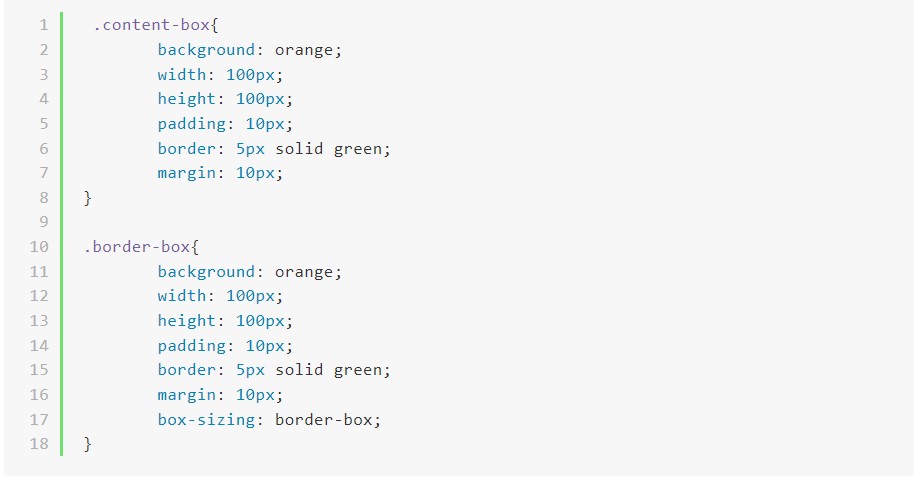 1 .content-box{
2 background: orange;
3 width: 100px;
4 height: 100px;
5 padding: 10px;
6 border: 5px solid green;
7 margin: 10px;
8 }
9
10 .border-box{
11 background: orange;
12 width: 100px;
13 height: 100px;
14 padding: 10px;
15 border: 5px solid green;
16 margin: 10px;
17 box-sizing: border-box;
18 }